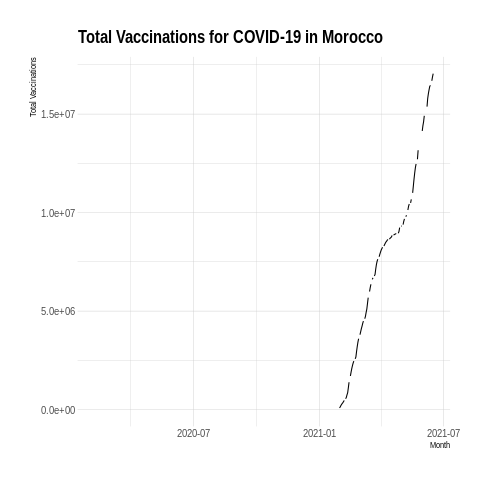 Total Vaccinations for COVID-19 in Morocco
Total Vaccinations
1.5e+07
1.0e+07
5.0e+06
0.0e+00
2020-07
2021-01
2021-07
Month